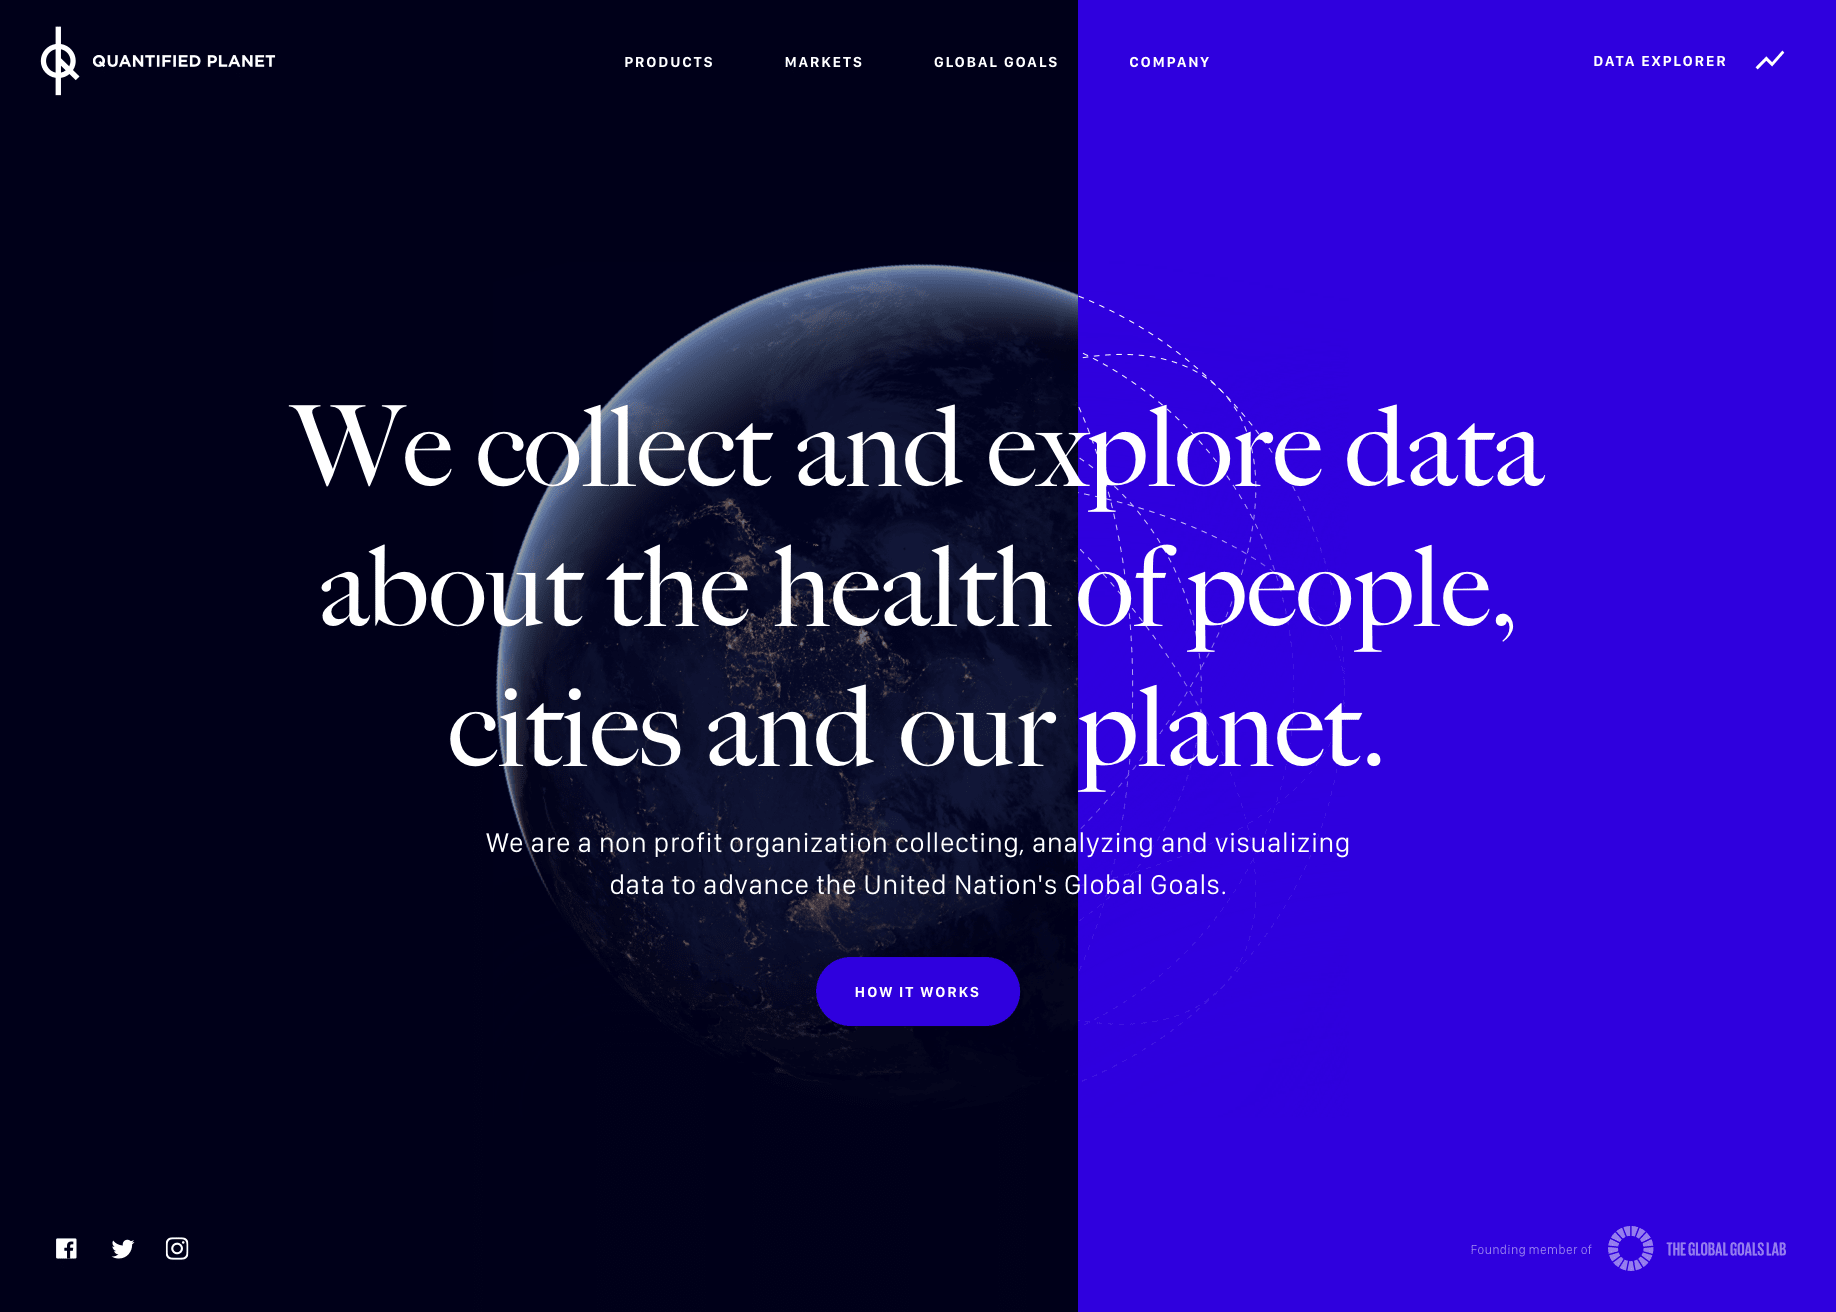 QUANTIFIED PLANET
PRODUCTS
MARKETS
GLOBAL GOALS
COMPANY
DATA EXPLORER
We collect and explore data
about the health of people,
cities and our planet.
We are a non profit organization collecting, analyzing and visualizing
data to advance the United Nation's Global Goals.
HOW IT WORKS
Founding member of
THE GLOBAL GOALS LAB